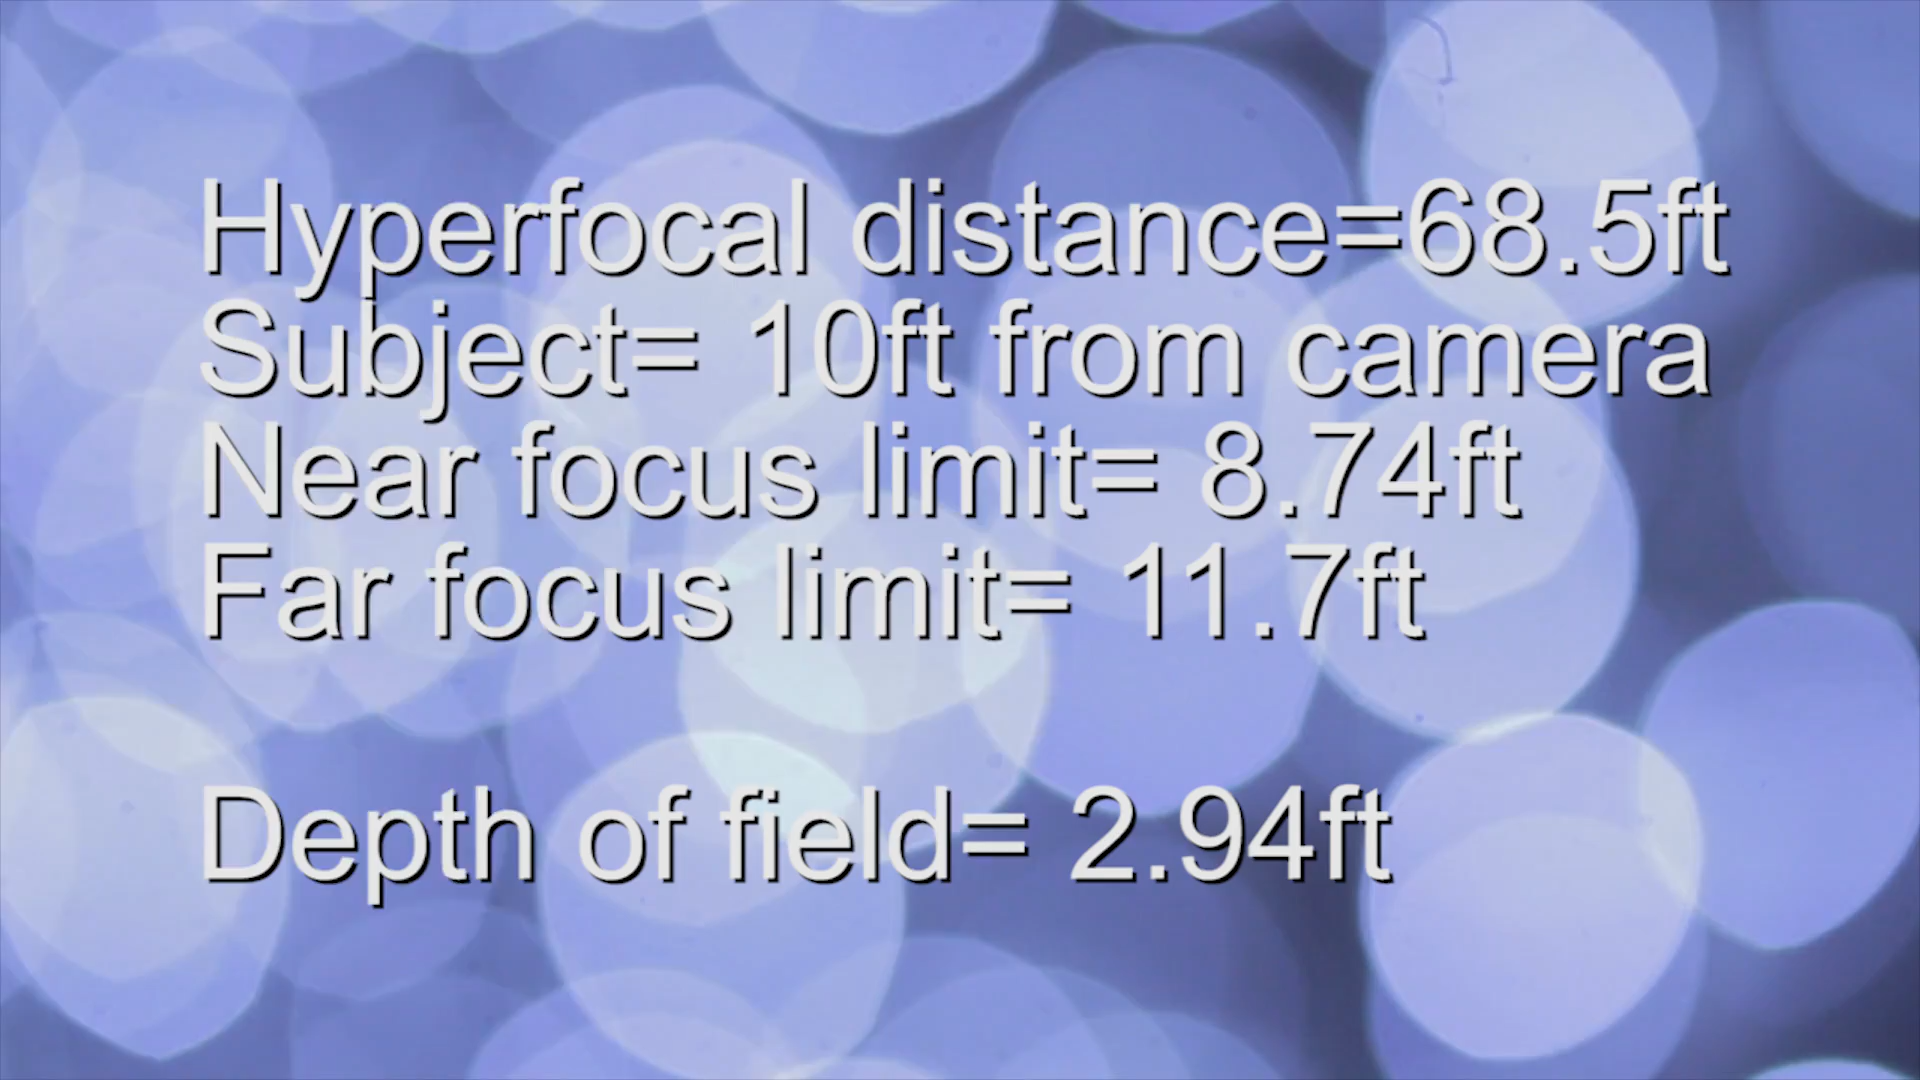 Hyperfocal distance=68.5ft
Subject= 10ft from camera
Near focus limit= 8.74ft
Far focus limit= 11.7ft
Depth of field= 2.94ft